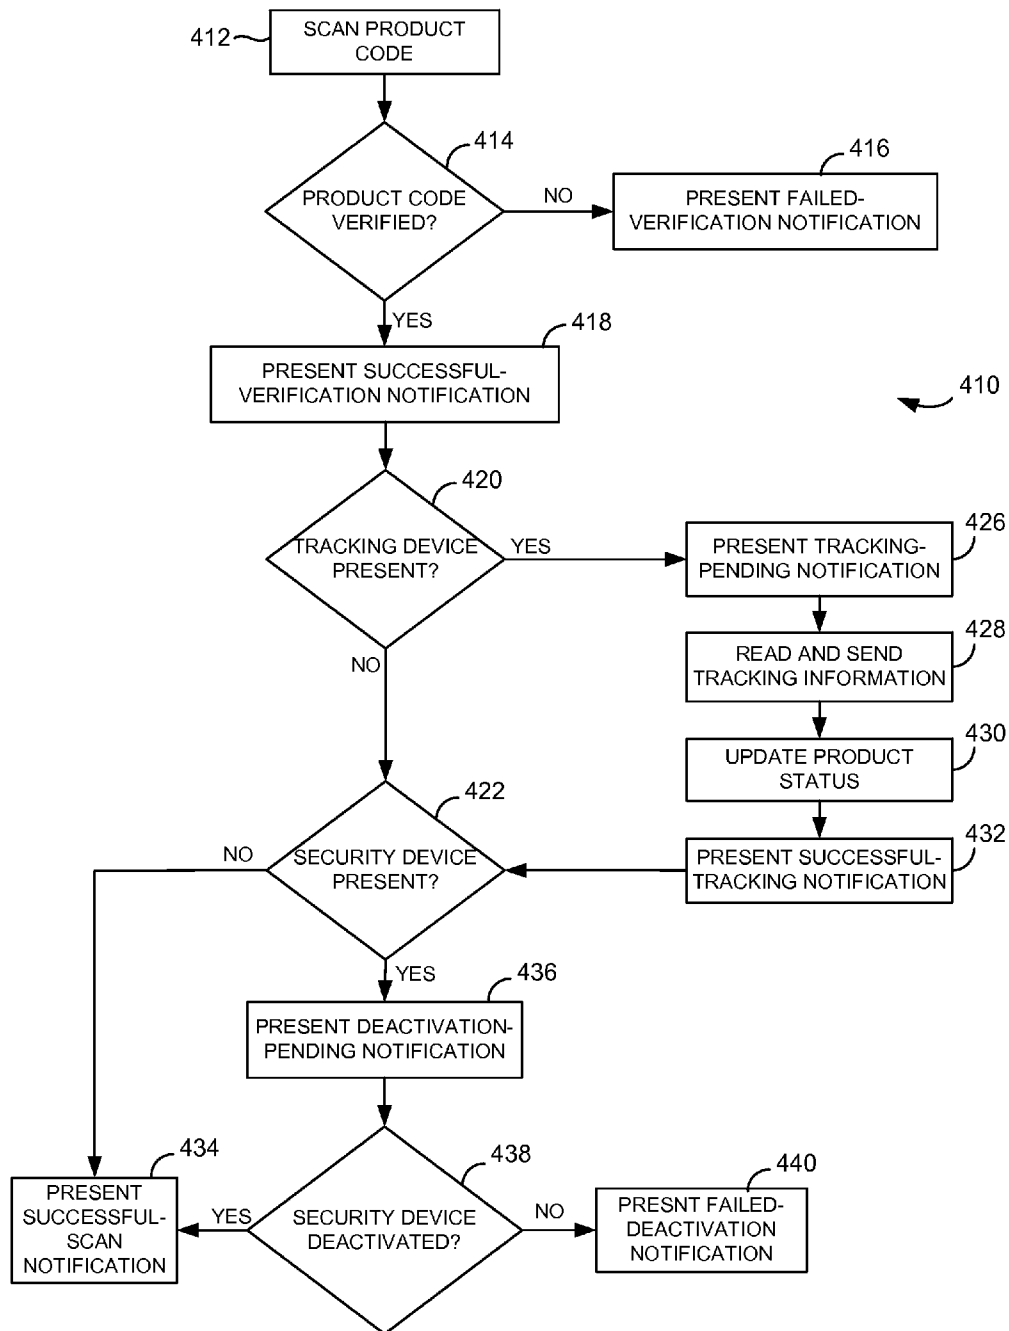 412
SCAN PRODUCT
CODE
414
PRODUCT CODE
VERIFIED?
NO
416
PRESENT FAILED-
VERIFICATION NOTIFICATION
YES
418
PRESENT SUCCESSFUL-
VERIFICATION NOTIFICATION
410
420
TRACKING DEVICE
PRESENT?
YES
426
PRESENT TRACKING-
PENDING NOTIFICATION
428
READ AND SEND
TRACKING INFORMATION
430
UPDATE PRODUCT
STATUS
432
PRESENT SUCCESSFUL-
TRACKING NOTIFICATION
NO
422
SECURITY DEVICE
PRESENT?
NO
YES
436
PRESENT DEACTIVATION-
PENDING NOTIFICATION
434
PRESENT
SUCCESSFUL-
SCAN
NOTIFICATION
YES
438
SECURITY DEVICE
DEACTIVATED?
NO
440
PRESNT FAILED-
DEACTIVATION
NOTIFICATION